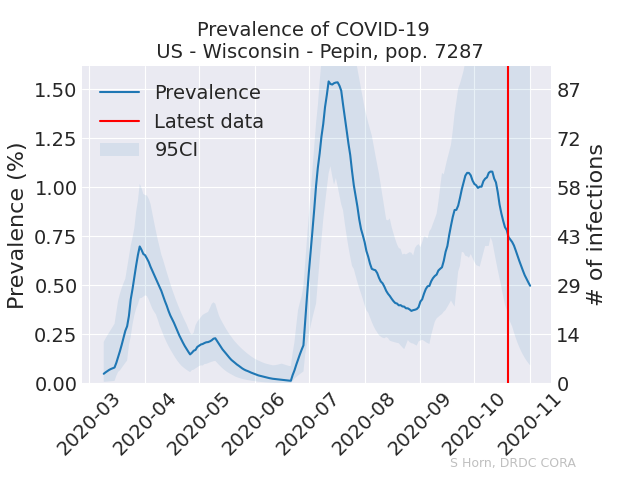 Prevalence of COVID-19
US - Wisconsin - Pepin, pop. 7287
Prevalence (%)
1.50
1.25
1.00
0.75
0.50
0.25
0.00
Prevalence
Latest data
95CI
87
72
58
43
29
14
0
# of infections
2020-03
2020-04
2020-05
2020-06
2020-07
2020-08
2020-09
2020-10
2020-11
S Horn, DRDC CORA